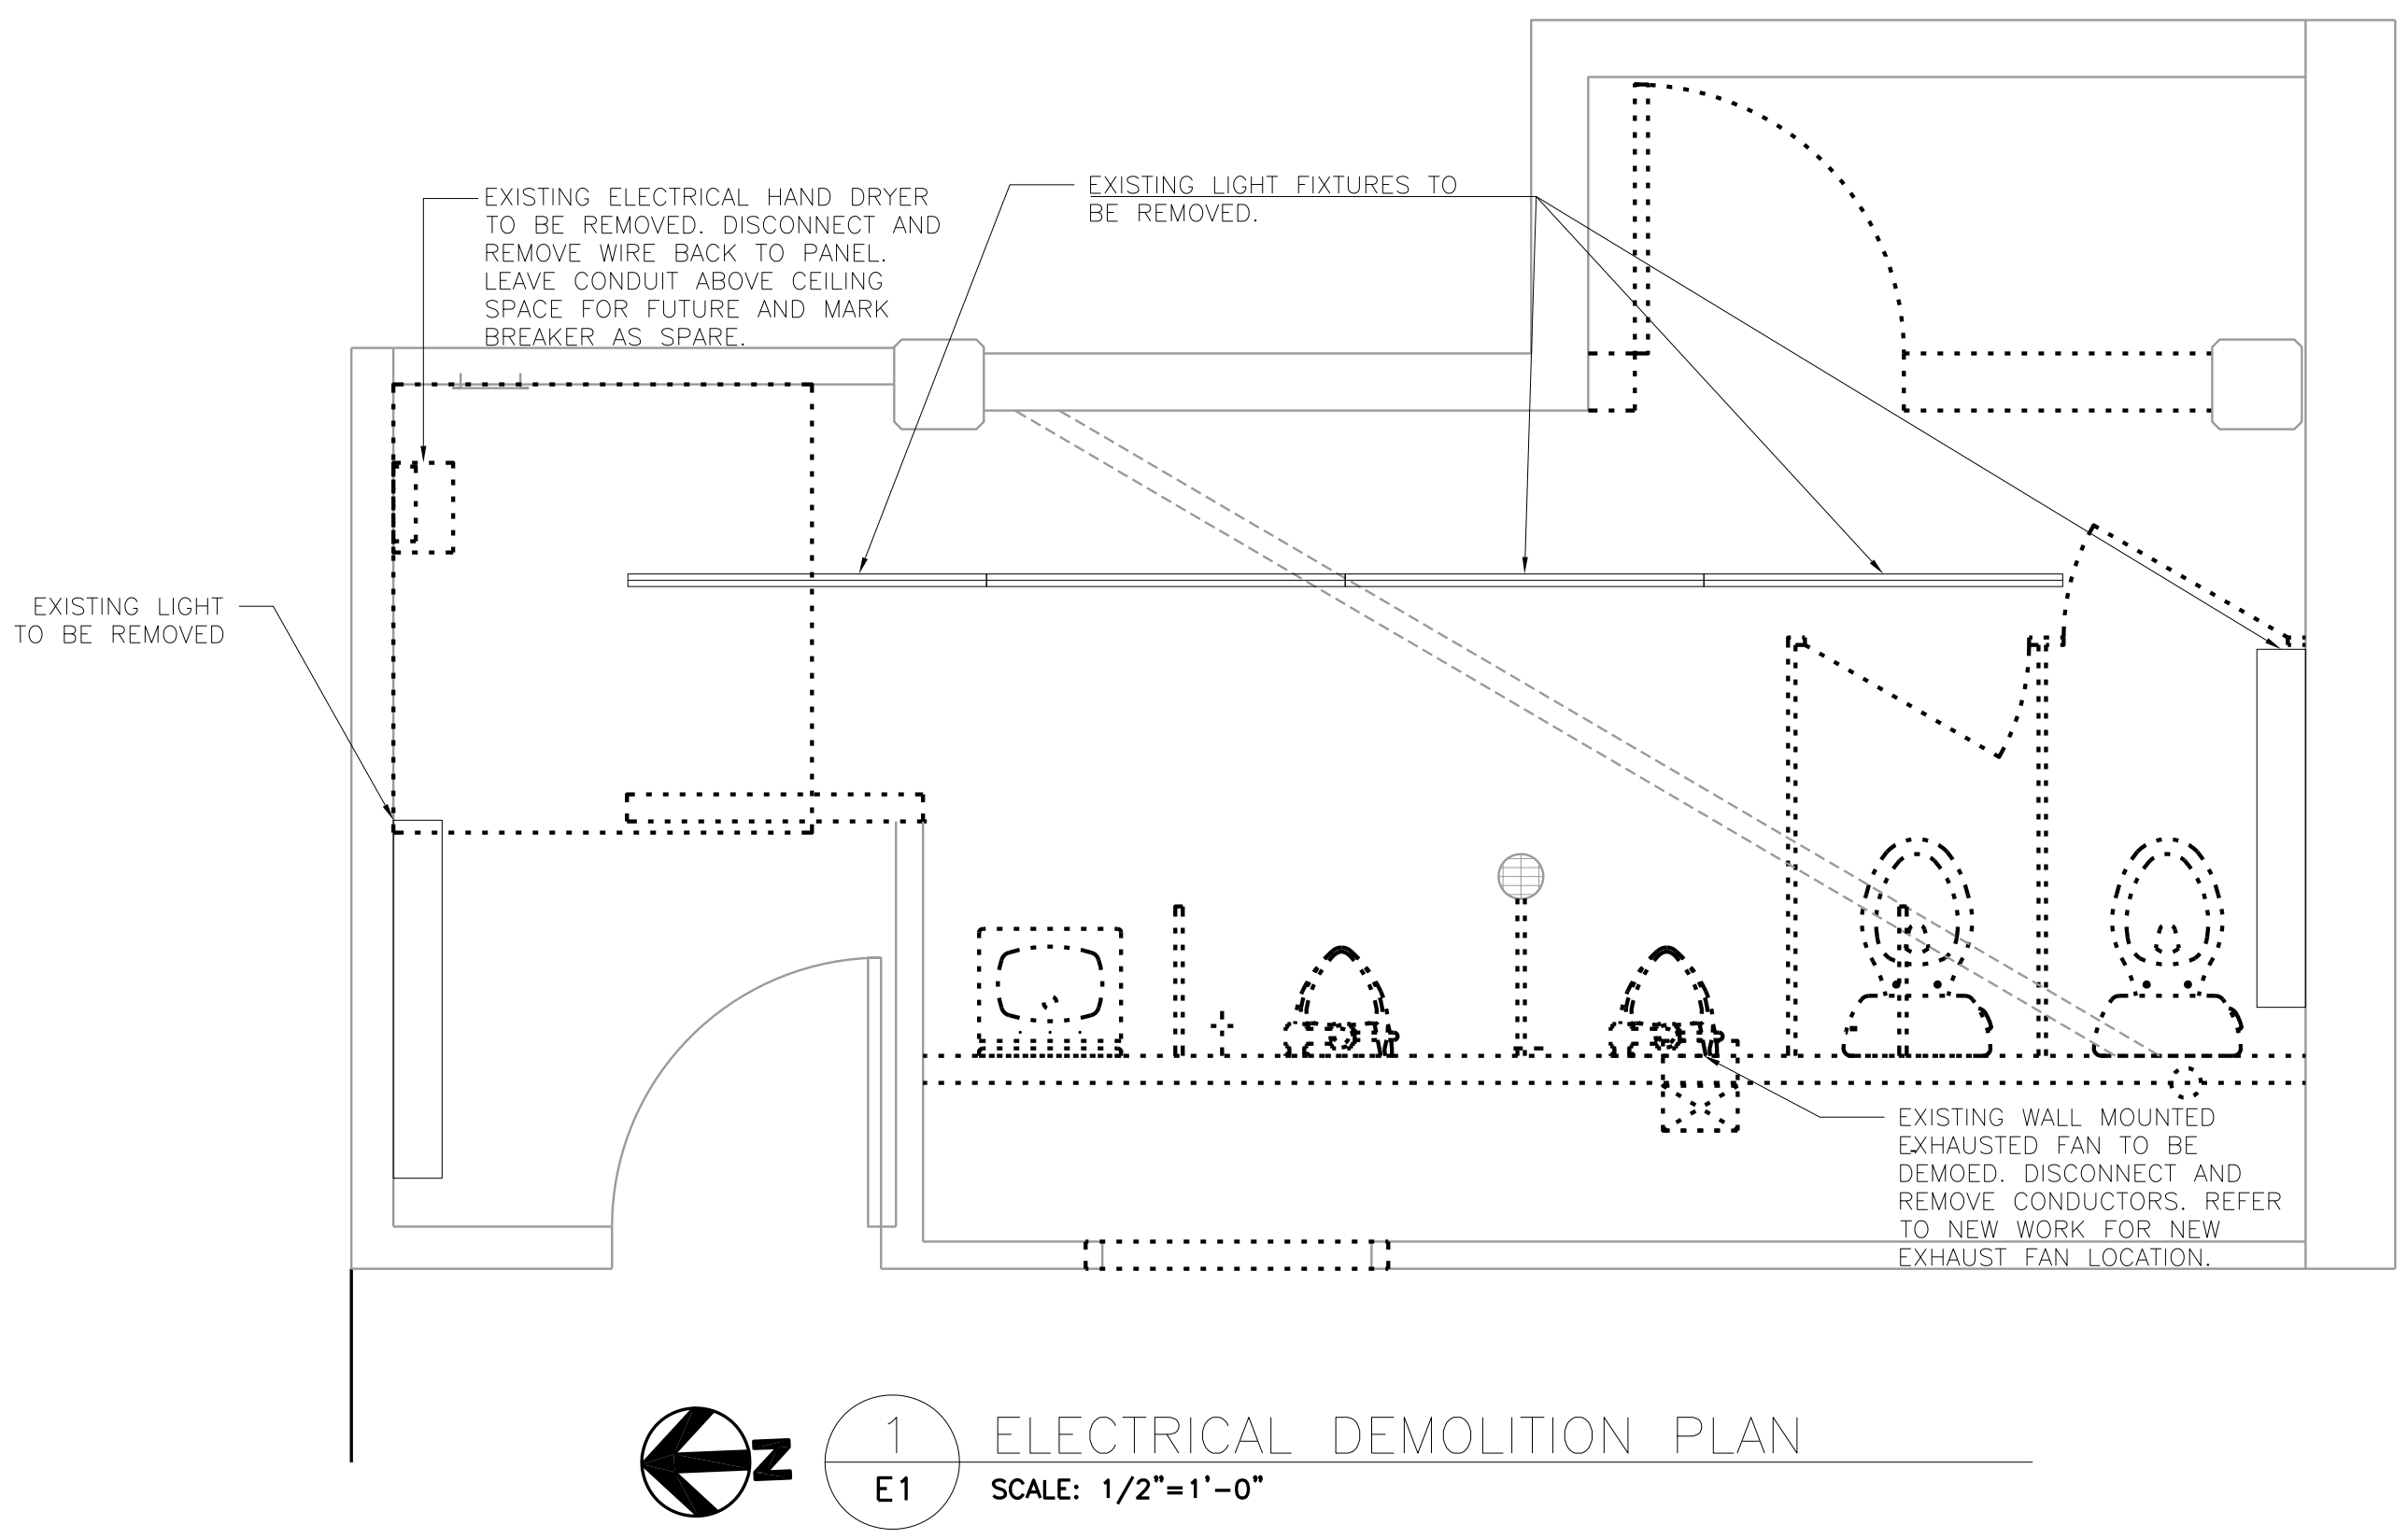 EXISTING ELECTRICAL HAND DRYER
TO BE REMOVED. DISCONNECT AND
REMOVE WIRE BACK TO PANEL.
LEAVE CONDUIT ABOVE CEILING
SPACE FOR FUTURE AND MARK
BREAKER AS SPARE.
EXISTING LIGHT FIXTURES TO
BE REMOVED.
EXISTING LIGHT
TO BE REMOVED
EXISTING WALL MOUNTED
EXHAUSTED FAN TO BE
DEMOED. DISCONNECT AND
REMOVE CONDUCTORS. REFER
TO NEW WORK FOR NEW
EXHAUST FAN LOCATION.
N
1
E1
ELECTRICAL DEMOLITION PLAN
SCALE: 1/2"=1'-0"